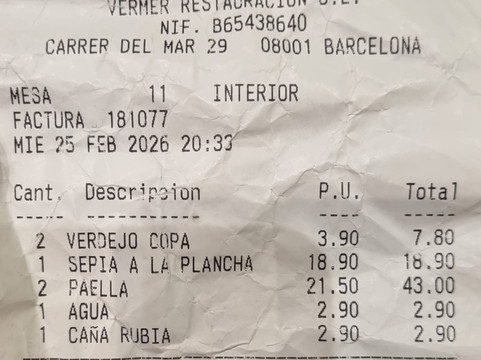 VERMER RESTAURACION S.L.
NIF. B65438640
CARRER DEL MAR 29 08001 BARCELONA
MESA 11 INTERIOR
FACTURA 181077
MIE 25 FEB 2026 20:33
Cant. Descripcion P.U. Total
----- ----------- ---- -----
2 VERDEJO COPA 3.90 7.80
1 SEPIA A LA PLANCHA 18.90 18.90
2 PAELLA 21.50 43.00
1 AGUA 2.90 2.90
1 CAÑA RUBIA 2.90 2.90